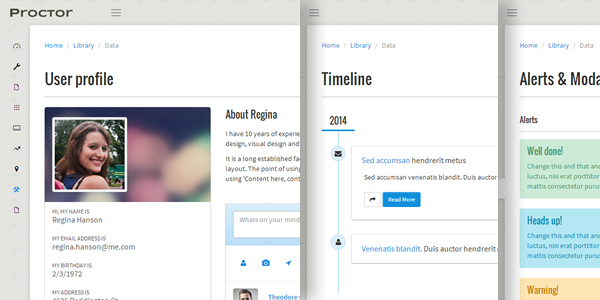 Proctor
Home / Library / Data
User profile
HI, MY NAME IS
Regina Hanson
MY EMAIL ADDRESS IS
regina.hanson@me.com
MY BIRTHDAY IS
2/3/1972
MY ADDRESS IS
About Regina
I have 10 years of experie
design, visual design and
It is a long established fac
layout. The point of using
using 'Content here, cont
Whats on your mind
Theodore
Home / Library / Data
Timeline
2014
Sed accumsan hendrerit metus
Sed accumsan venenatis blandit. Duis auctor
Read More
Venenatis blandit. Duis auctor hendrerit
Home / Library / Data
Alerts & Moda
Alerts
Well done!
Change this and that and
luctus, nisi erat porttitor
mattis consectetur purus
Heads up!
Change this and that and
luctus, nisi erat porttitor
mattis consectetur purus
Warning!